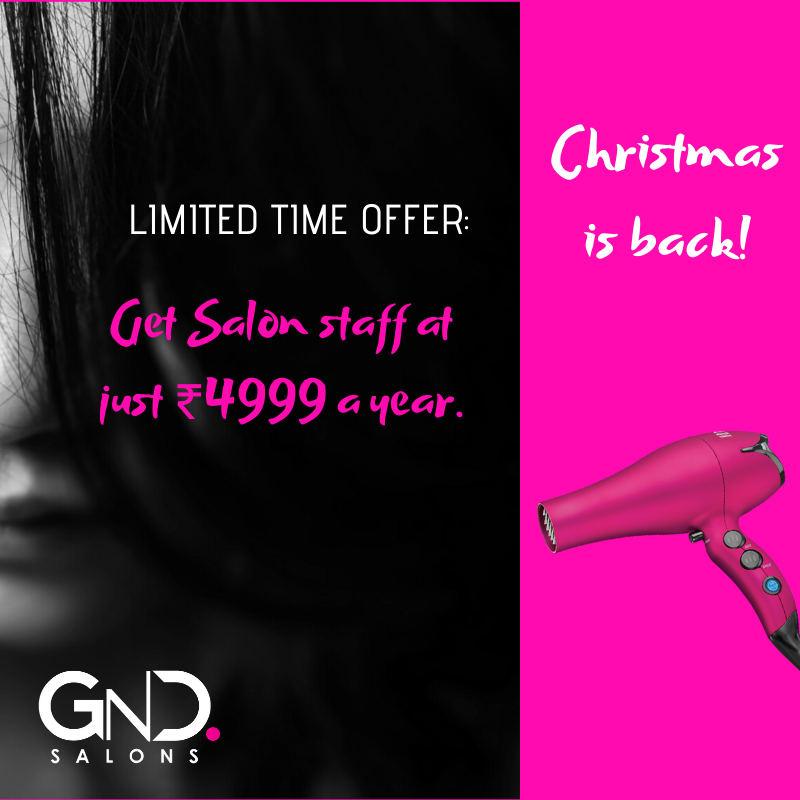 LIMITED TIME OFFER:
Get Salon staff at
just ₹4999 a year.
Christmas
is back!
GND.
SALONS